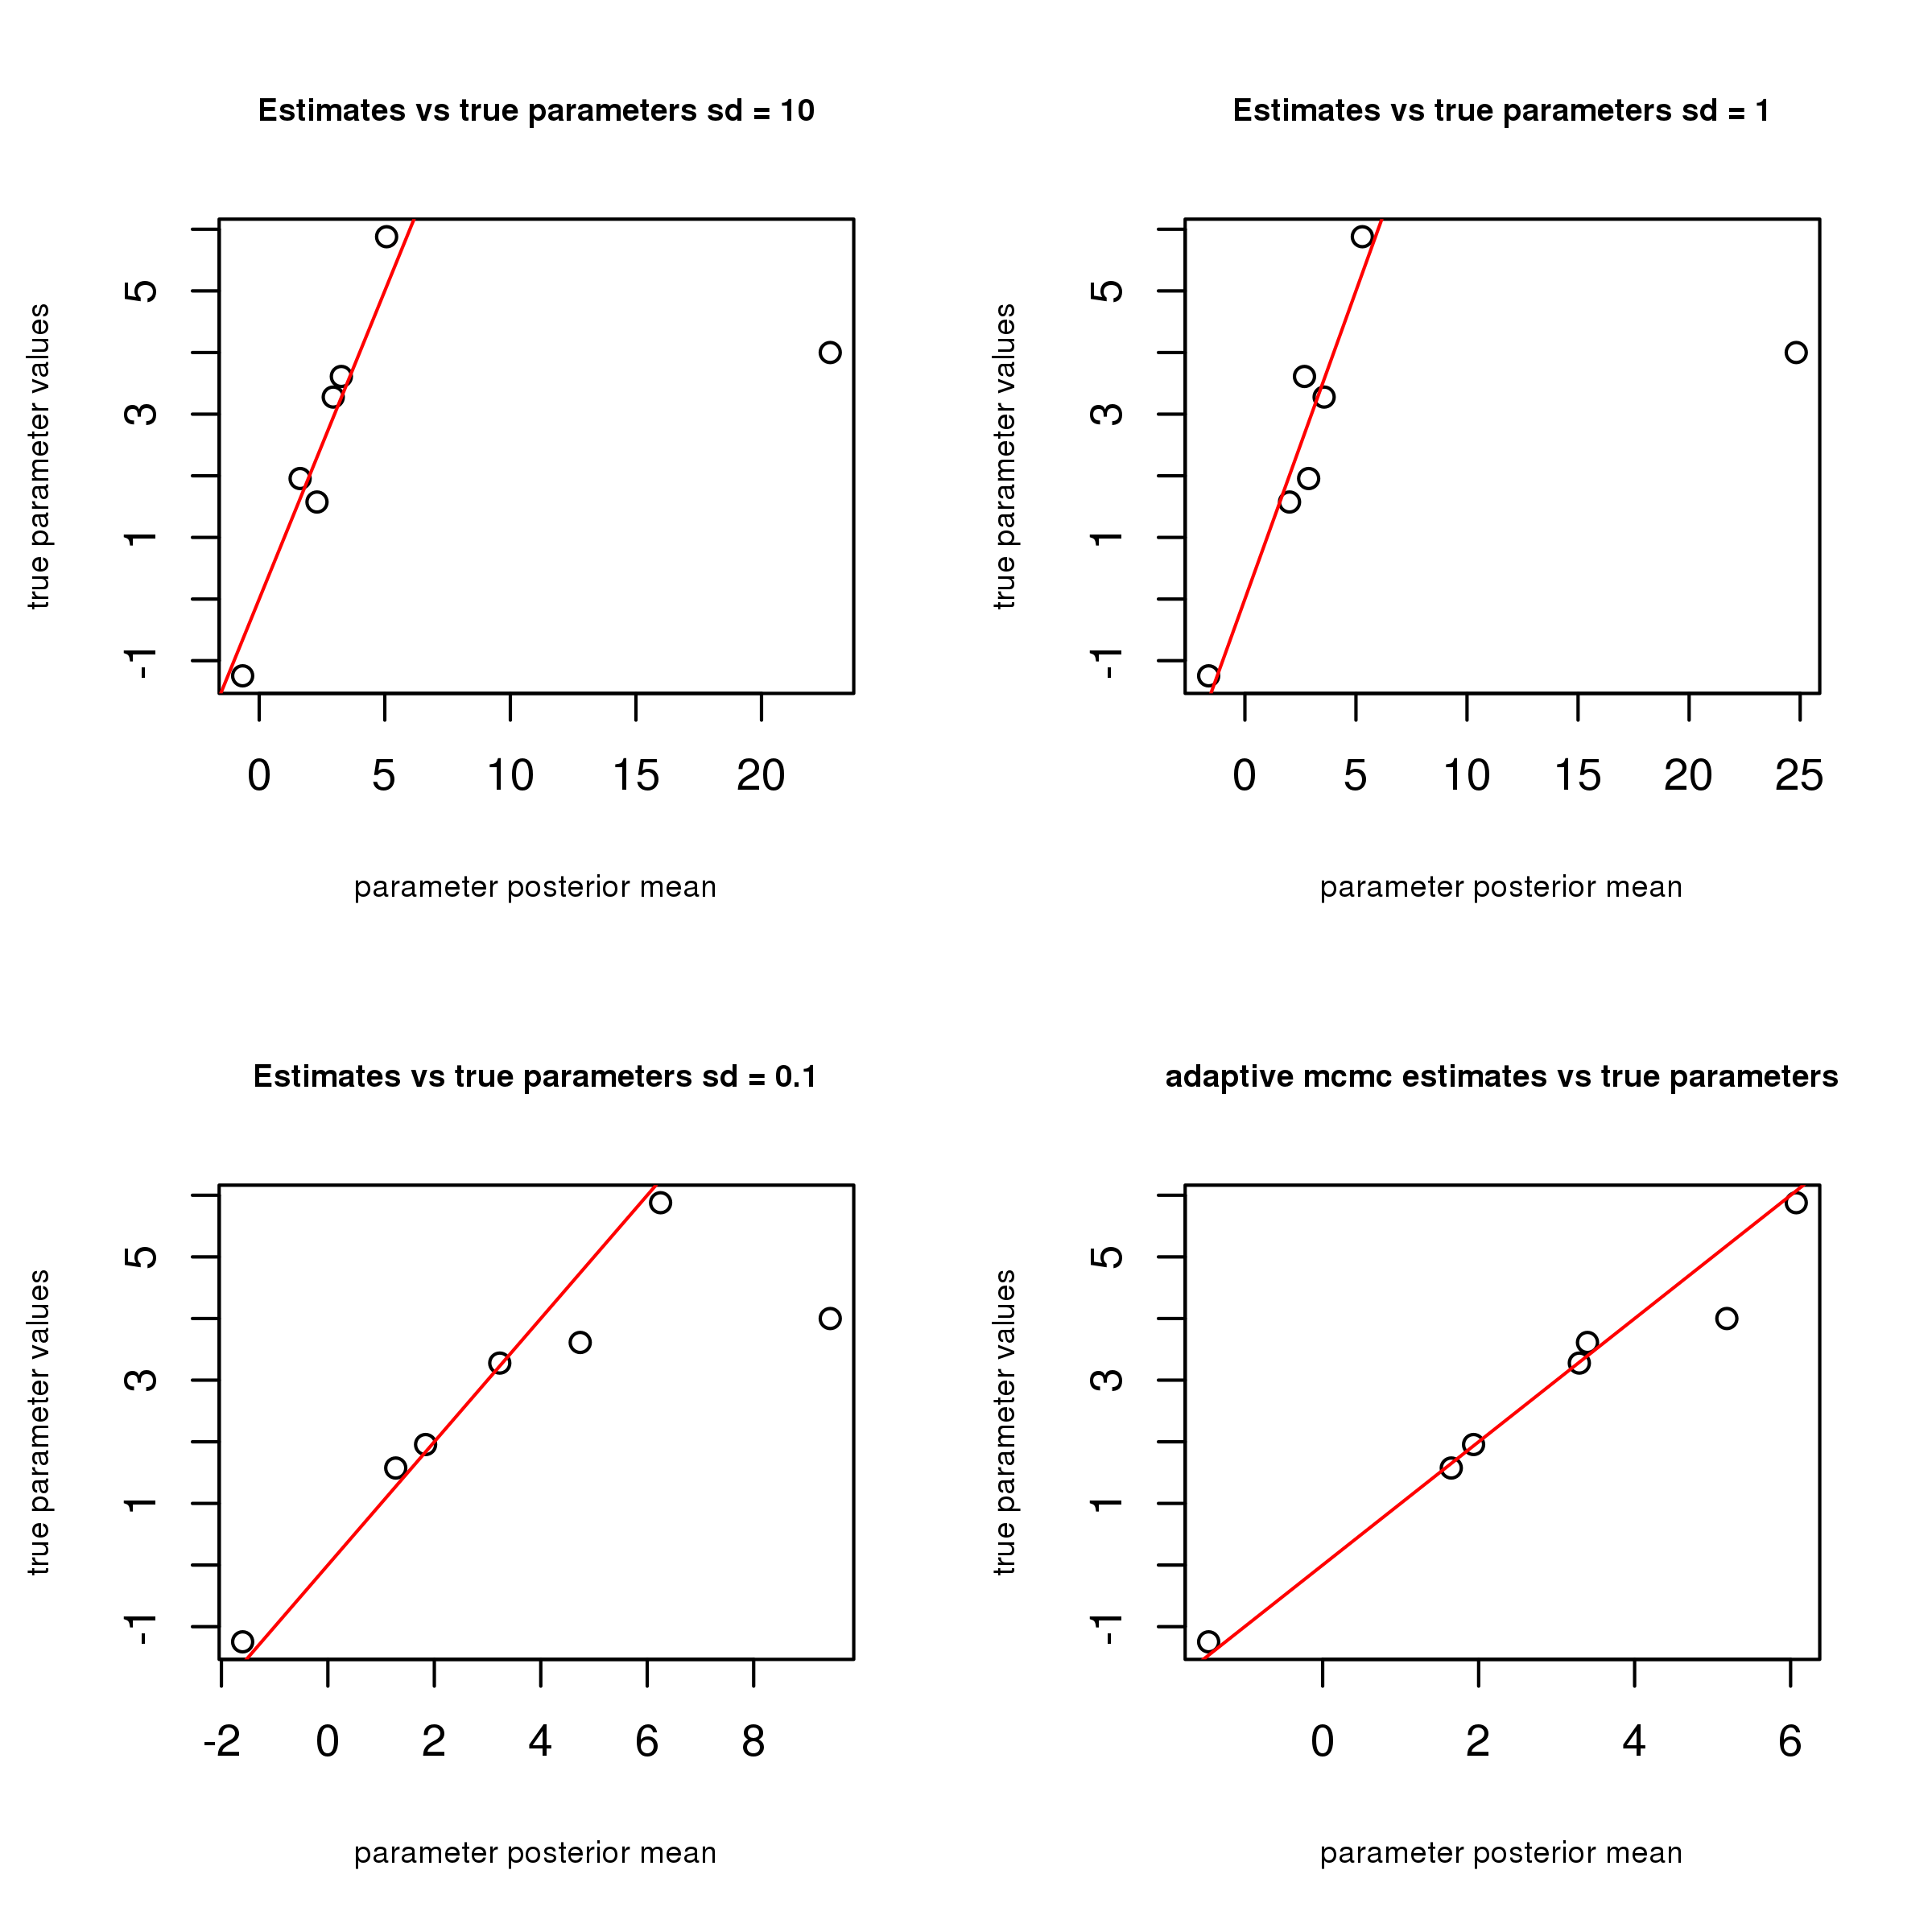 Estimates vs true parameters sd = 10
true parameter values
5
3
1
-1
0 5 10 15 20
parameter posterior mean
Estimates vs true parameters sd = 1
true parameter values
5
3
1
-1
0 5 10 15 20 25
parameter posterior mean
Estimates vs true parameters sd = 0.1
true parameter values
5
3
1
-1
-2 0 2 4 6 8
parameter posterior mean
adaptive mcmc estimates vs true parameters
true parameter values
5
3
1
-1
0 2 4 6
parameter posterior mean